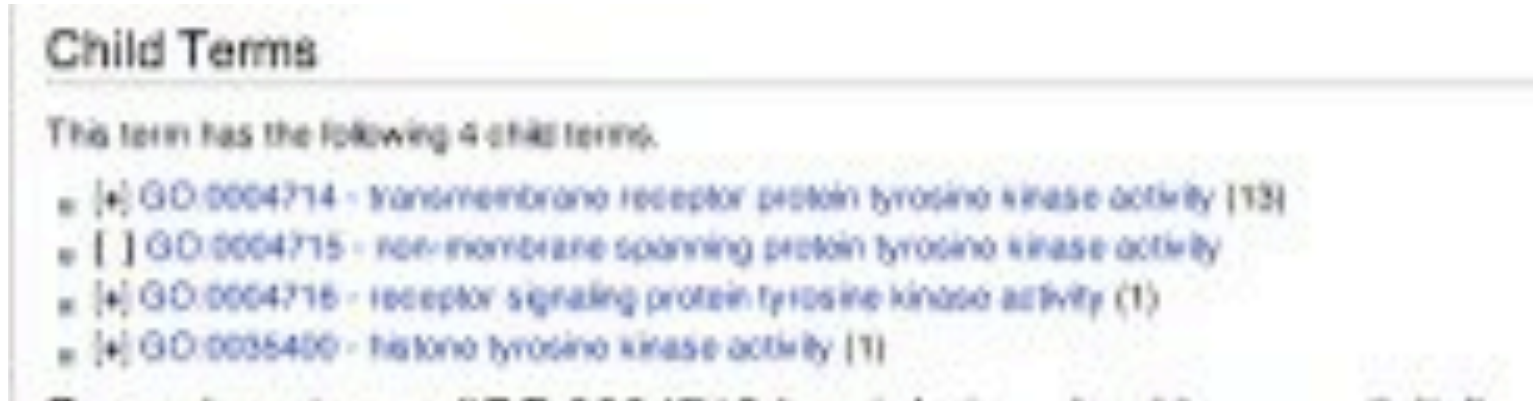 Child Terms
This term has the following 4 child terms.
[+] GO:0004714 - transmembrane receptor protein tyrosine kinase activity (13)
[ ] GO:0004715 - non-membrane spanning protein tyrosine kinase activity
[+] GO:0004716 - receptor signaling protein tyrosine kinase activity (1)
[+] GO:0035400 - histone tyrosine kinase activity (1)